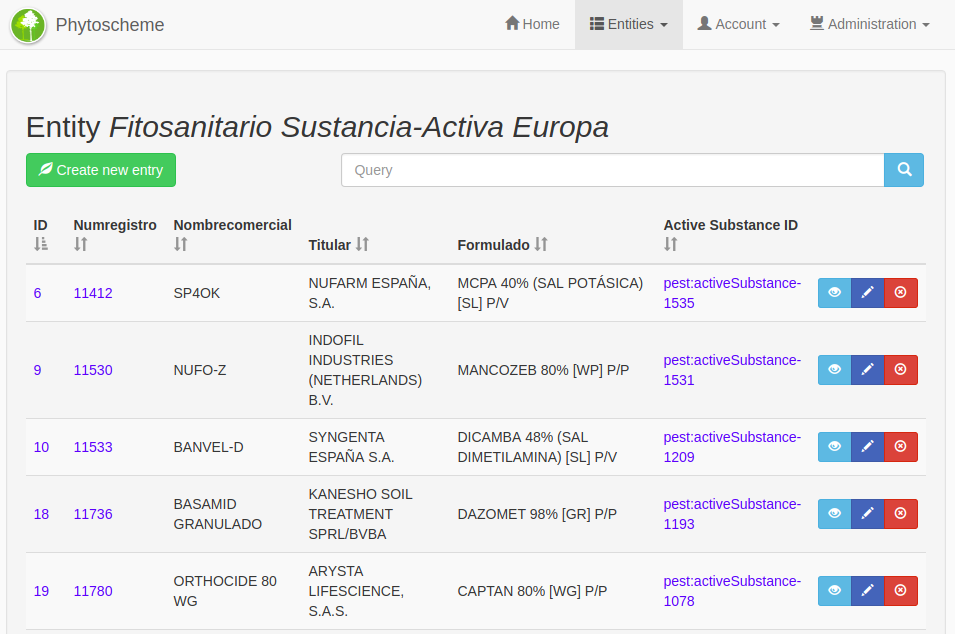 Phytoscheme
Home
Entities
Account
Administration
Entity Fitosanitario Sustancia-Activa Europa
Create new entry
Query
ID
Numregistro
Nombrecomercial
Titular
Formulado
Active Substance ID
6
11412
SP4OK
NUFARM ESPAÑA,
S.A.
MCPA 40% (SAL POTÁSICA)
[SL] P/V
pest:activeSubstance-
1535
9
11530
NUFO-Z
INDOFIL
INDUSTRIES
(NETHERLANDS)
B.V.
MANCOZEB 80% [WP] P/P
pest:activeSubstance-
1531
10
11533
BANVEL-D
SYNGENTA
ESPAÑA S.A.
DICAMBA 48% (SAL
DIMETILAMINA) [SL] P/V
pest:activeSubstance-
1209
18
11736
BASAMID
GRANULADO
KANESHO SOIL
TREATMENT
SPRL/BVBA
DAZOMET 98% [GR] P/P
pest:activeSubstance-
1193
19
11780
ORTHOCIDE 80
WG
ARYSTA
LIFESCIENCE,
S.A.S.
CAPTAN 80% [WG] P/P
pest:activeSubstance-
1078